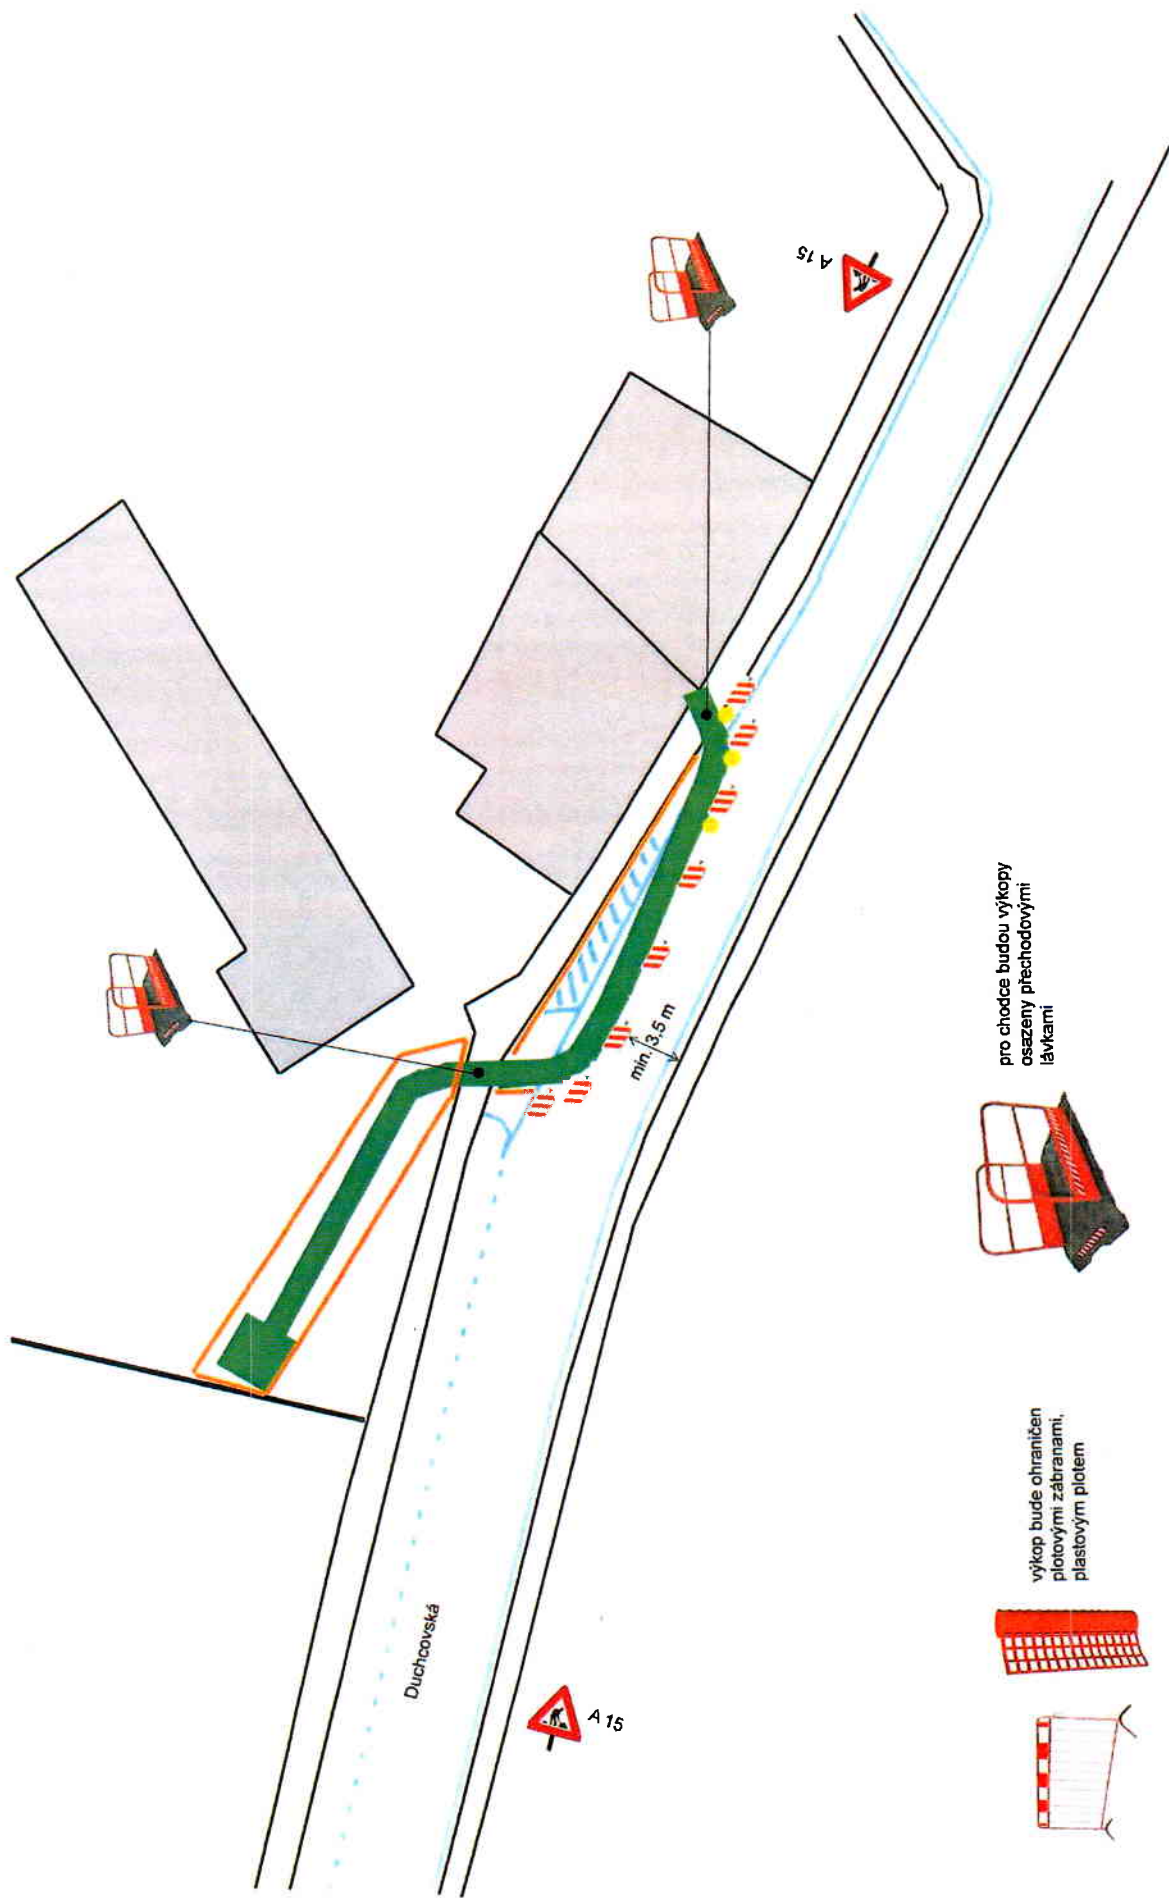 A 15
min. 3,5 m
Duchcovská
A 15
výkop bude ohraničen
plotovými zábranami,
plastovým plotem
pro chodce budou výkopy
osazeny přechodovými
lávkami